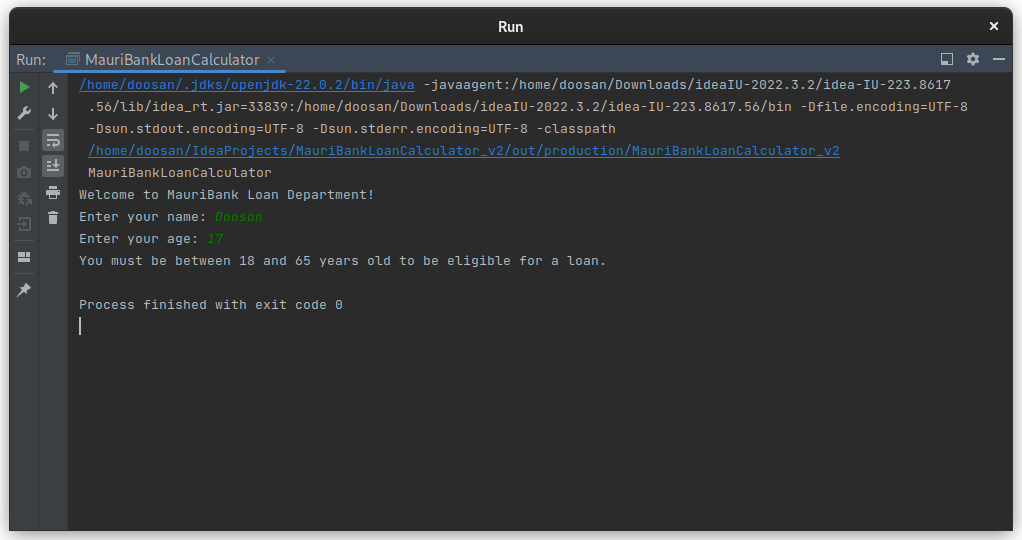 Run
Run: MauriBankLoanCalculator
/home/doosan/.jdks/openjdk-22.0.2/bin/java -javaagent:/home/doosan/Downloads/ideaIU-2022.3.2/idea-IU-223.8617
.56/lib/idea_rt.jar=33839:/home/doosan/Downloads/ideaIU-2022.3.2/idea-IU-223.8617.56/bin -Dfile.encoding=UTF-8
-Dsun.stdout.encoding=UTF-8 -Dsun.stderr.encoding=UTF-8 -classpath
/home/doosan/IdeaProjects/MauriBankLoanCalculator_v2/out/production/MauriBankLoanCalculator_v2
MauriBankLoanCalculator
Welcome to MauriBank Loan Department!
Enter your name: Doosan
Enter your age: 17
You must be between 18 and 65 years old to be eligible for a loan.
Process finished with exit code 0